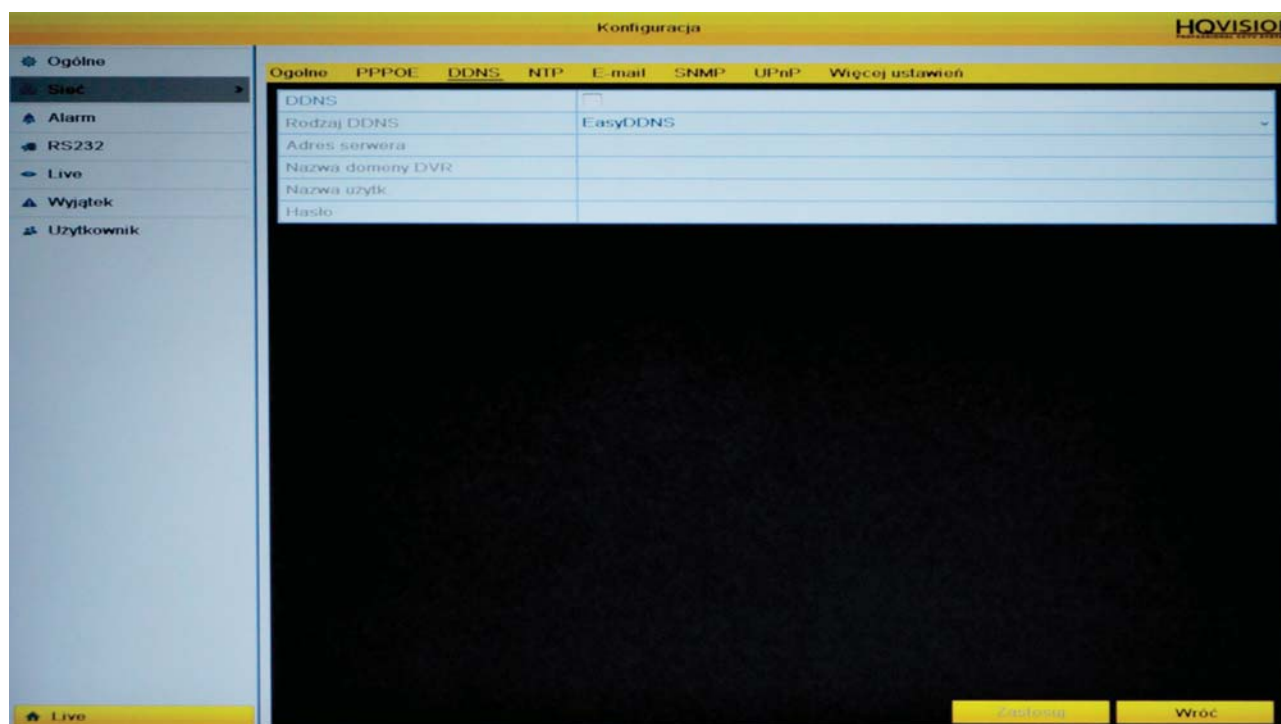 Konfiguracja
HQVISIO
Ogólne
Sieć
Alarm
RS232
Live
Wyjątek
Użytkownik
Ogolne PPPOE DDNS NTP E-mail SNMP UPnP Więcej ustawień
DDNS
Rodzaj DDNS EasyDDNS
Adres serwera
Nazwa domeny DVR
Nazwa użytk
Hasło
Live
Zastosuj Wróć